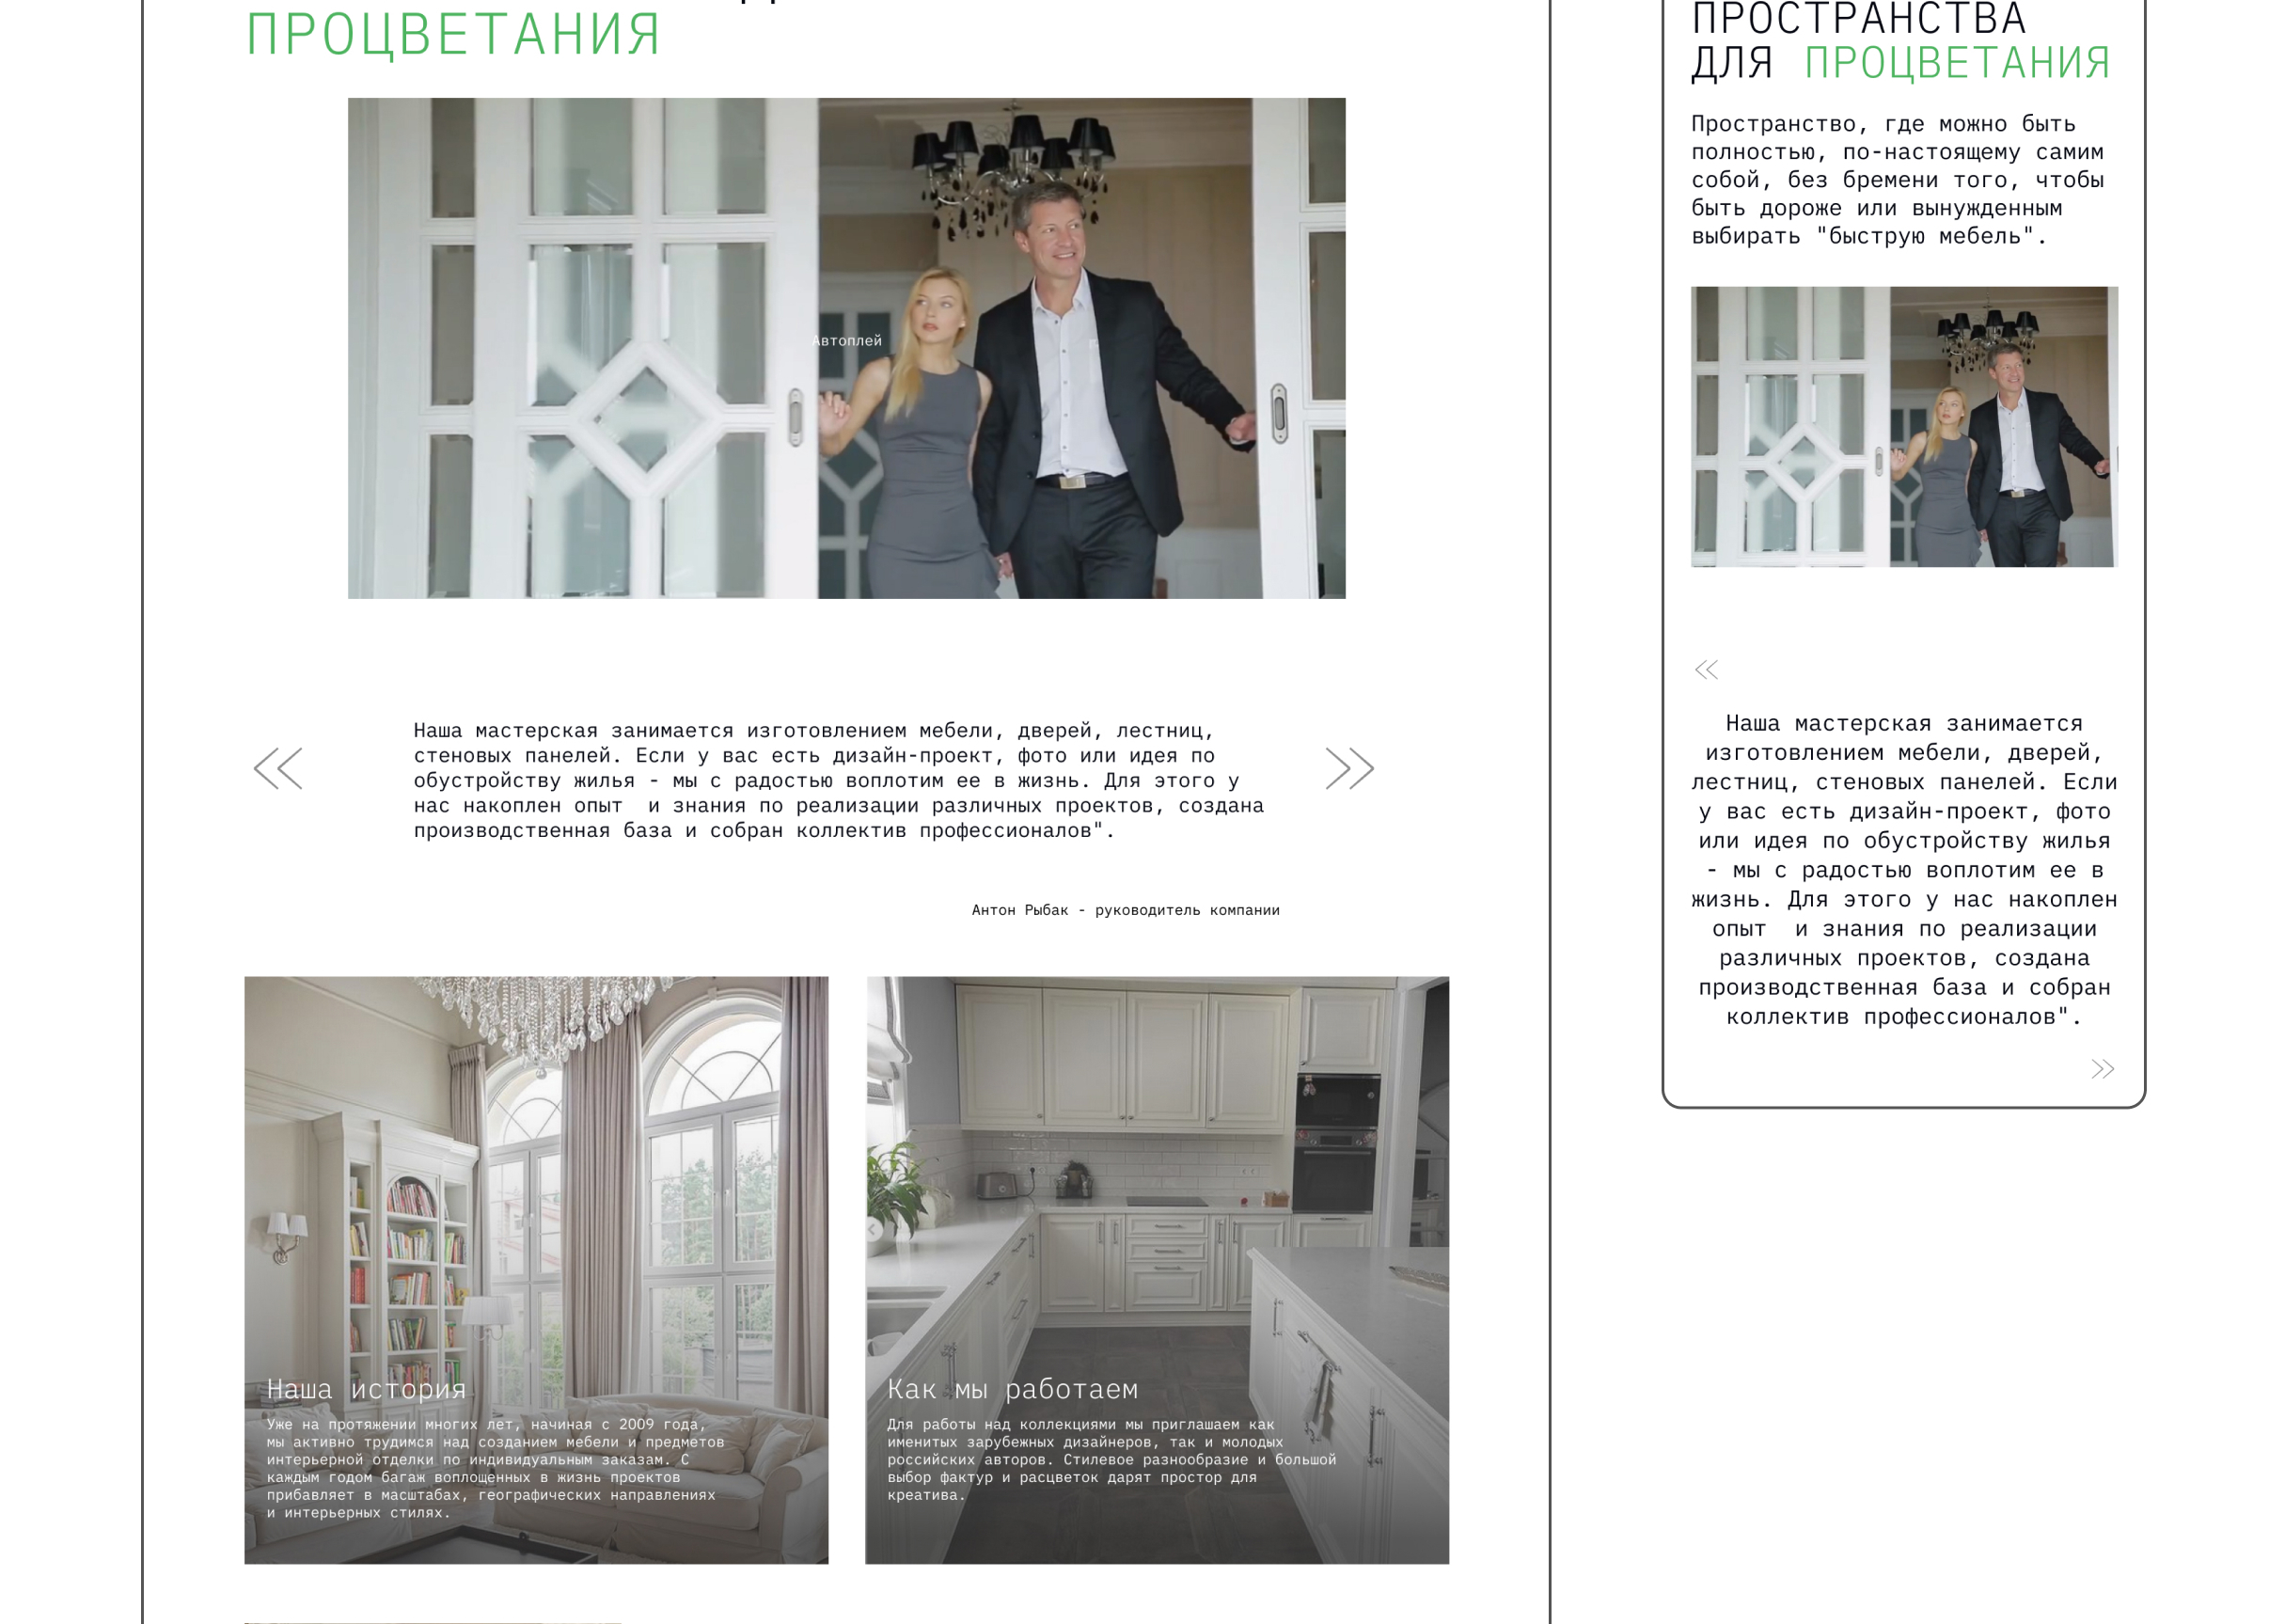 ПРОЦВЕТАНИЯ
Автоплей
Наша мастерская занимается изготовлением мебели, дверей, лестниц,
стеновых панелей. Если у вас есть дизайн-проект, фото или идея по
обустройству жилья - мы с радостью воплотим ее в жизнь. Для этого у
нас накоплен опыт  и знания по реализации различных проектов, создана
производственная база и собран коллектив профессионалов".
Антон Рыбак - руководитель компании
Наша история
Уже на протяжении многих лет, начиная с 2009 года,
мы активно трудимся над созданием мебели и предметов
интерьерной отделки по индивидуальным заказам. С
каждым годом багаж воплощенных в жизнь проектов
прибавляет в масштабах, географических направлениях
и интерьерных стилях.
Как мы работаем
Для работы над коллекциями мы приглашаем как
именитых зарубежных дизайнеров, так и молодых
российских авторов. Стилевое разнообразие и большой
выбор фактур и расцветок дарят простор для
креатива.
ПРОСТРАНСТВА
ДЛЯ ПРОЦВЕТАНИЯ
Пространство, где можно быть
полностью, по-настоящему самим
собой, без бремени того, чтобы
быть дороже или вынужденным
выбирать "быструю мебель".
Наша мастерская занимается
изготовлением мебели, дверей,
лестниц, стеновых панелей. Если
у вас есть дизайн-проект, фото
или идея по обустройству жилья
- мы с радостью воплотим ее в
жизнь. Для этого у нас накоплен
опыт  и знания по реализации
различных проектов, создана
производственная база и собран
коллектив профессионалов".